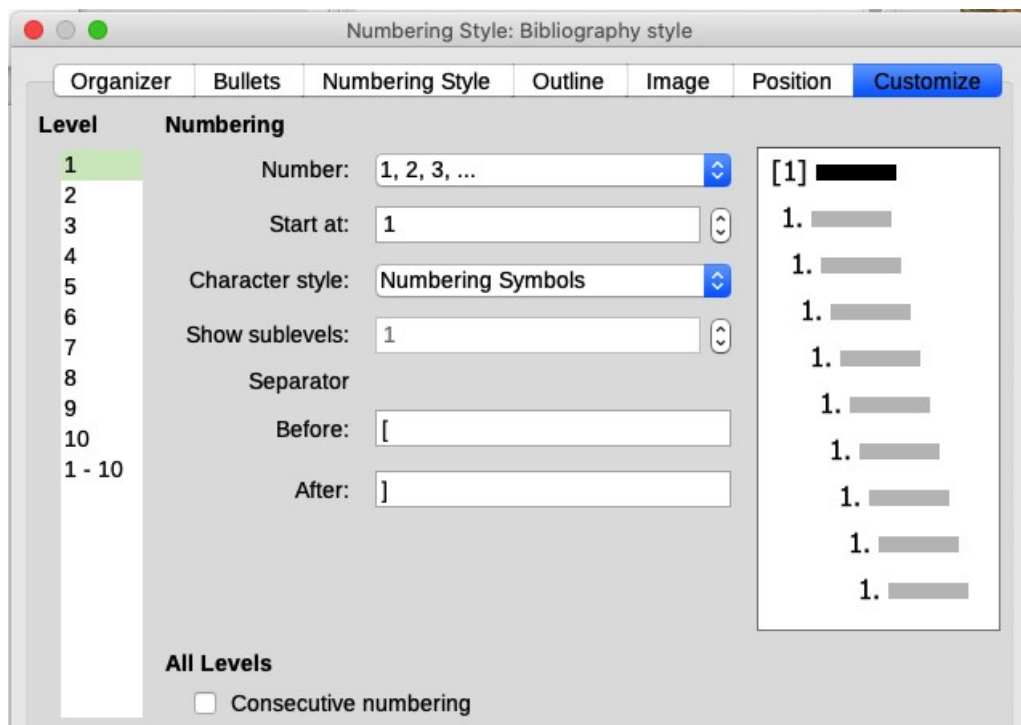 Numbering Style: Bibliography style
Organizer Bullets Numbering Style Outline Image Position Customize
Level Numbering
1
2
3
4
5
6
7
8
9
10
1 - 10
Number: 1, 2, 3, ...
Start at: 1
Character style: Numbering Symbols
Show sublevels: 1
Separator
Before: [
After: ]
[1]
1.
1.
1.
1.
1.
1.
1.
1.
1.
All Levels
Consecutive numbering